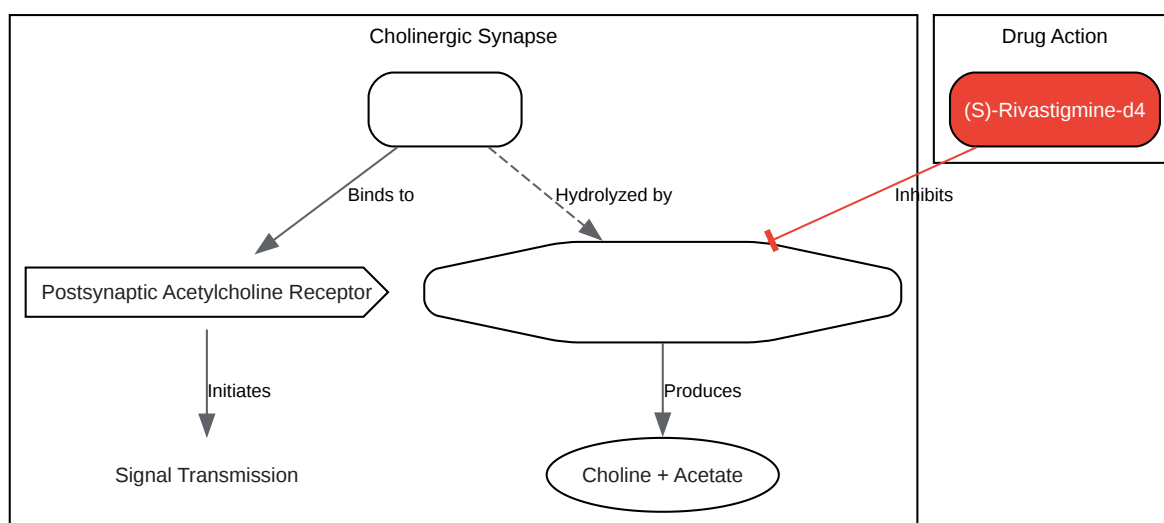 Cholinergic Synapse
Drug Action
(S)-Rivastigmine-d4
Binds to
Hydrolyzed by
Inhibits
Postsynaptic Acetylcholine Receptor
Initiates
Produces
Signal Transmission
Choline + Acetate